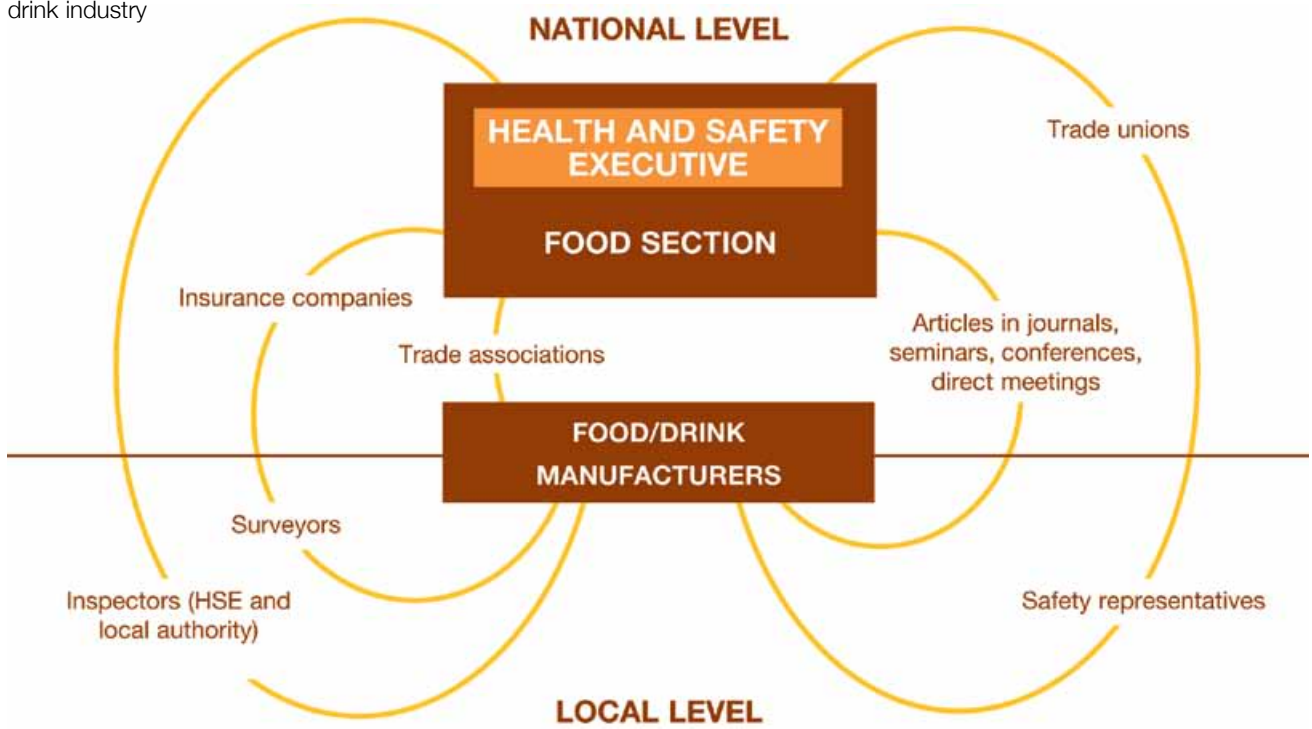 drink industry
NATIONAL LEVEL
HEALTH AND SAFETY
EXECUTIVE
FOOD SECTION
Trade unions
Insurance companies
Trade associations
Articles in journals,
seminars, conferences,
direct meetings
FOOD/DRINK
MANUFACTURERS
Surveyors
Inspectors (HSE and
local authority)
Safety representatives
LOCAL LEVEL